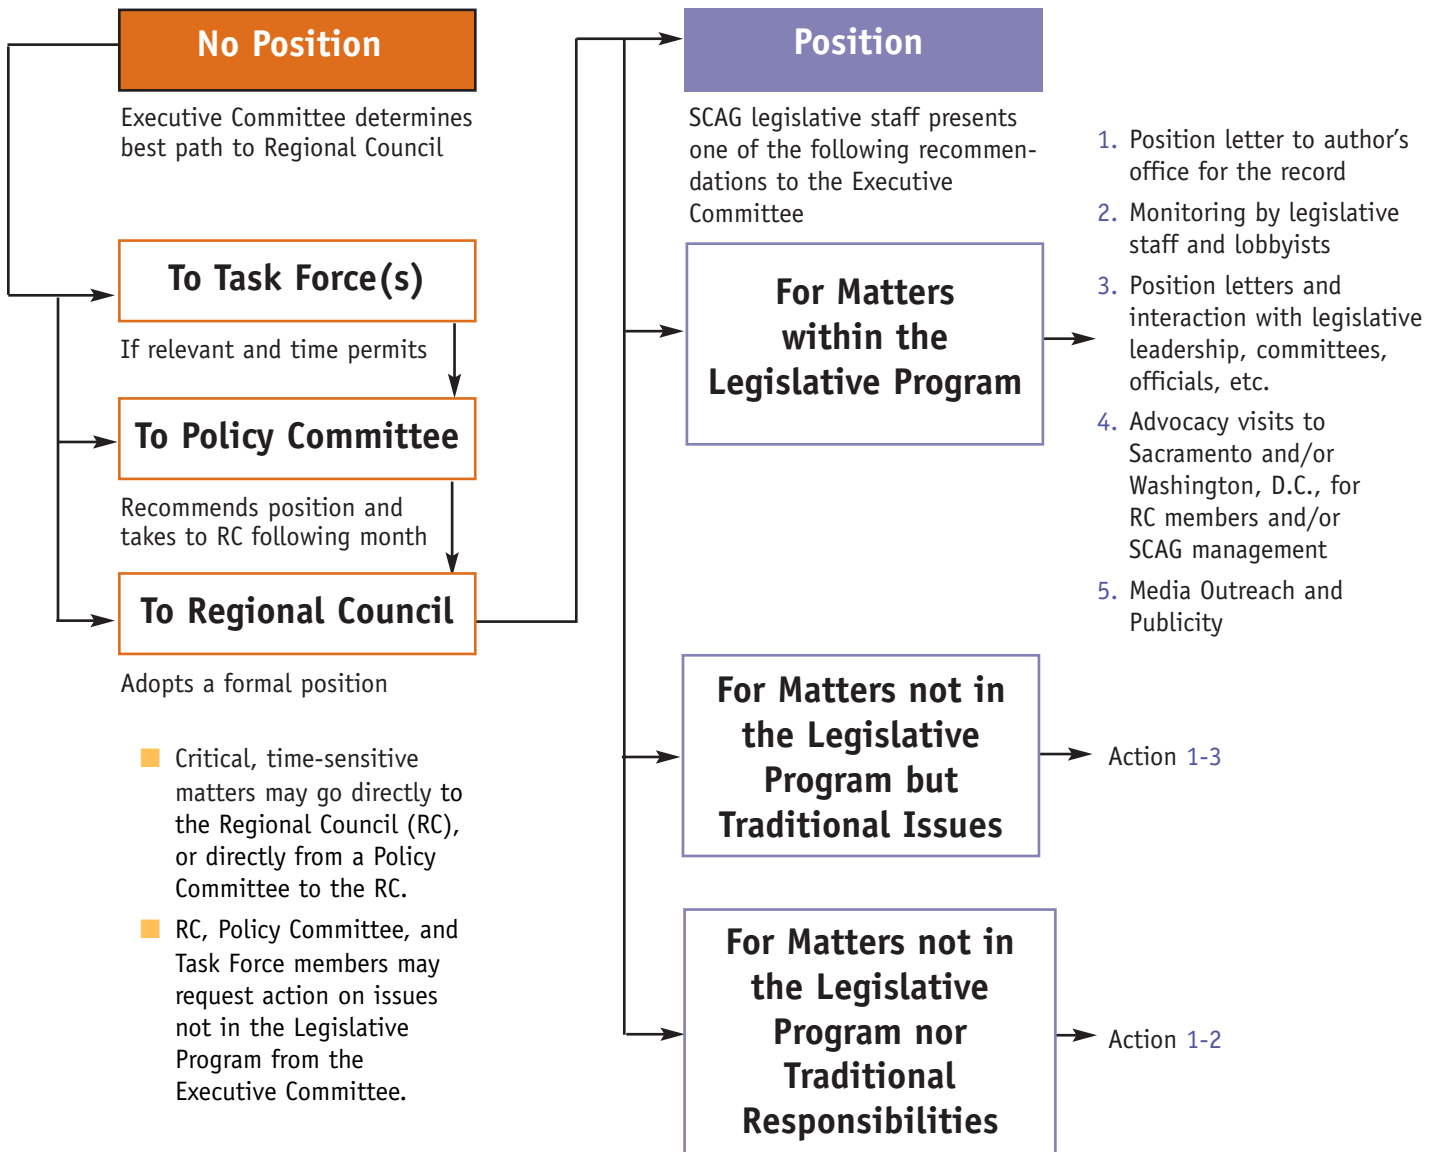 No Position
Executive Committee determines
best path to Regional Council
To Task Force(s)
If relevant and time permits
To Policy Committee
Recommends position and
takes to RC following month
To Regional Council
Adopts a formal position
Critical, time-sensitive
matters may go directly to
the Regional Council (RC),
or directly from a Policy
Committee to the RC.
RC, Policy Committee, and
Task Force members may
request action on issues
not in the Legislative
Program from the
Executive Committee.
Position
SCAG legislative staff presents
one of the following recommen-
dations to the Executive
Committee
For Matters
within the
Legislative Program
1. Position letter to author's
office for the record
2. Monitoring by legislative
staff and lobbyists
3. Position letters and
interaction with legislative
leadership, committees,
officials, etc.
4. Advocacy visits to
Sacramento and/or
Washington, D.C., for
RC members and/or
SCAG management
5. Media Outreach and
Publicity
For Matters not in
the Legislative
Program but
Traditional Issues
Action 1-3
For Matters not in
the Legislative
Program nor
Traditional
Responsibilities
Action 1-2